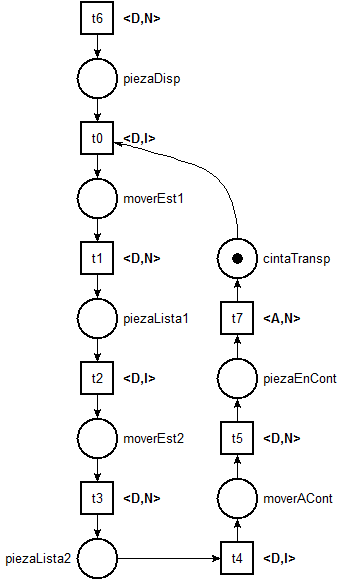 t6 <D,N>
piezaDisp
t0 <D,I>
moverEst1
t1 <D,N>
cintaTransp
piezaLista1
t7 <A,N>
t2 <D,I>
piezaEnCont
moverEst2
t5 <D,N>
t3 <D,N>
moverACont
piezaLista2
t4 <D,I>